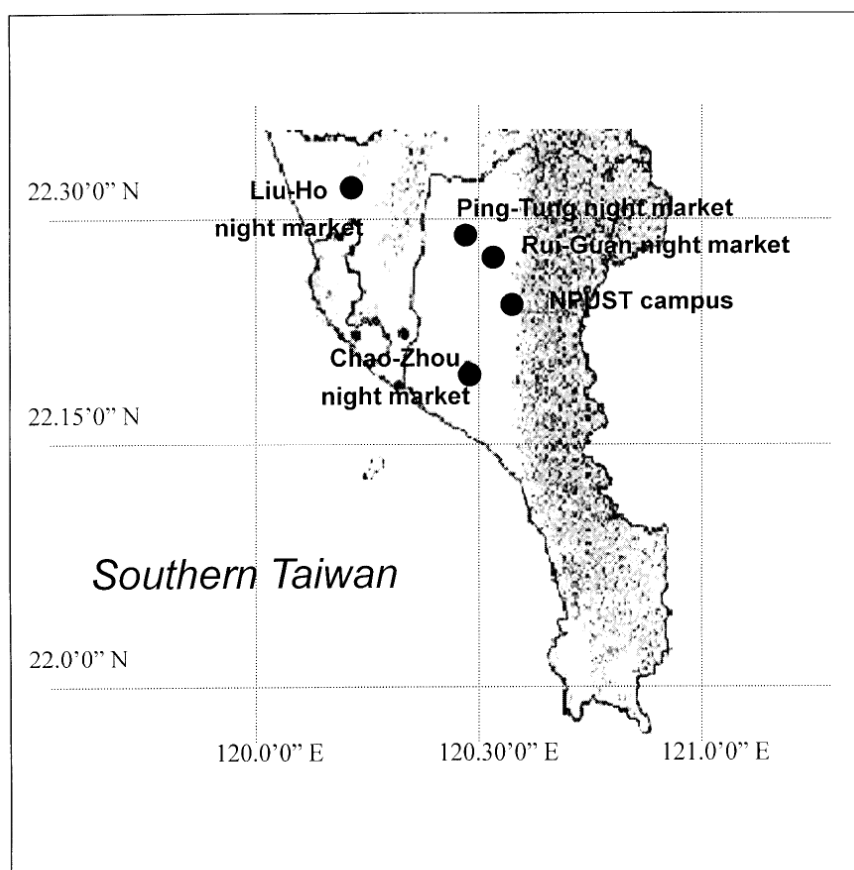 22.30’0” N
Liu-Ho
night market
Ping-Tung night market
Rui-Guan night market
NPUST campus
Chao-Zhou
night market
22.15’0” N
Southern Taiwan
22.0’0” N
120.0’0” E
120.30’0” E
121.0’0” E